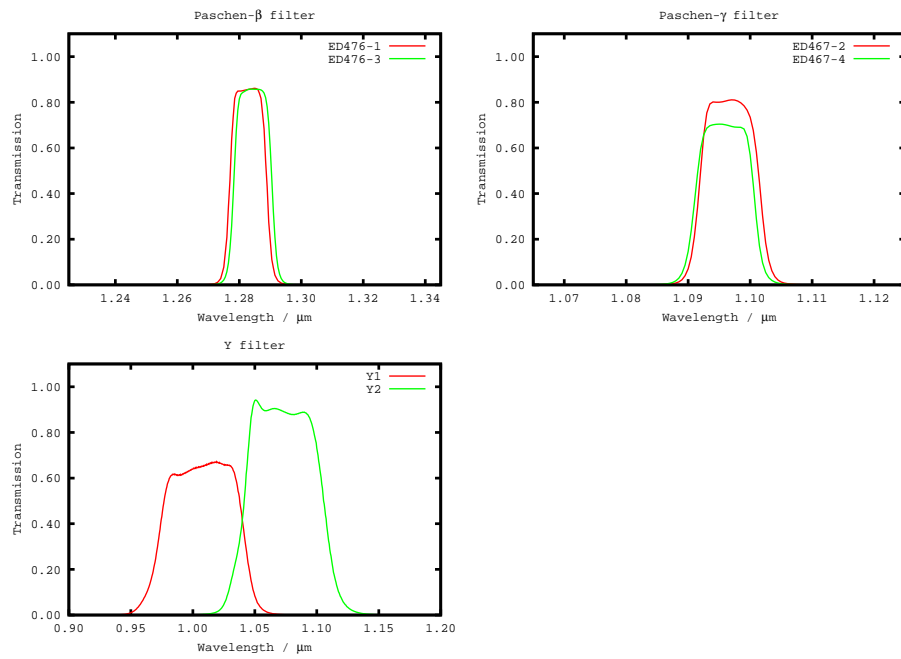 Paschen-β filter
ED476-1
ED476-3
1.00
0.80
0.60
0.40
0.20
0.00
Transmission
1.24 1.26 1.28 1.30 1.32 1.34
Wavelength / μm
Paschen-γ filter
ED467-2
ED467-4
1.00
0.80
0.60
0.40
0.20
0.00
Transmission
1.07 1.08 1.09 1.10 1.11 1.12
Wavelength / μm
Y filter
Y1
Y2
1.00
0.80
0.60
0.40
0.20
0.00
Transmission
0.90 0.95 1.00 1.05 1.10 1.15 1.20
Wavelength / μm